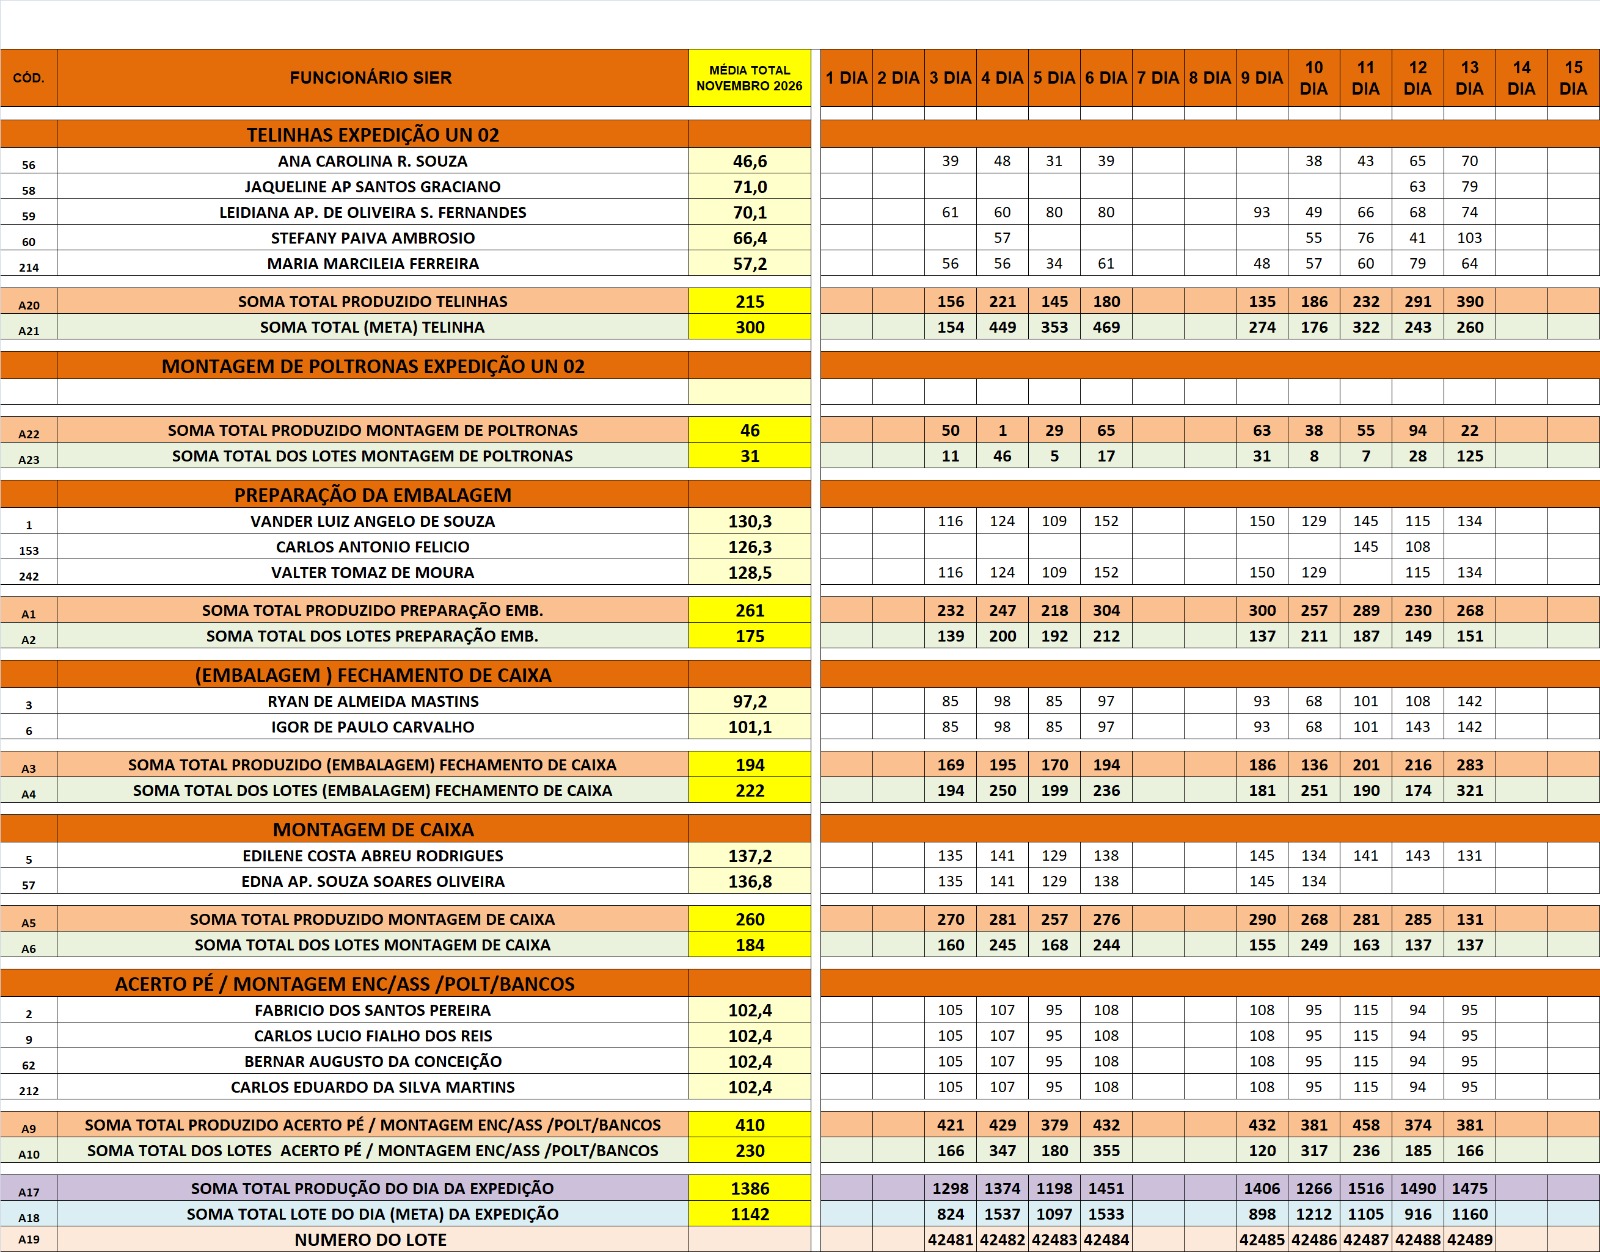 CÓD. FUNCIONÁRIO SIER MÉDIA TOTAL NOVEMBRO 2026 1 DIA 2 DIA 3 DIA 4 DIA 5 DIA 6 DIA 7 DIA 8 DIA 9 DIA 10 DIA 11 DIA 12 DIA 13 DIA 14 DIA 15 DIA
TELINHAS EXPEDIÇÃO UN 02
56 ANA CAROLINA R. SOUZA 46,6 39 48 31 39 38 43 65 70
58 JAQUELINE AP SANTOS GRACIANO 71,0 63 79
59 LEIDIANA AP. DE OLIVEIRA S. FERNANDES 70,1 61 60 80 80 93 49 66 68 74
60 STEFANY PAIVA AMBROSIO 66,4 57 55 76 41 103
214 MARIA MARCILEIA FERREIRA 57,2 56 56 34 61 48 57 60 79 64
A20 SOMA TOTAL PRODUZIDO TELINHAS 215 156 221 145 180 135 186 232 291 390
A21 SOMA TOTAL (META) TELINHA 300 154 449 353 469 274 176 322 243 260
MONTAGEM DE POLTRONAS EXPEDIÇÃO UN 02
A22 SOMA TOTAL PRODUZIDO MONTAGEM DE POLTRONAS 46 50 1 29 65 63 38 55 94 22
A23 SOMA TOTAL DOS LOTES MONTAGEM DE POLTRONAS 31 11 46 5 17 31 8 7 28 125
PREPARAÇÃO DA EMBALAGEM
1 VANDER LUIZ ANGELO DE SOUZA 130,3 116 124 109 152 150 129 145 115 134
153 CARLOS ANTONIO FELICIO 126,3 145 108
242 VALTER TOMAZ DE MOURA 128,5 116 124 109 152 150 129 115 134
A1 SOMA TOTAL PRODUZIDO PREPARAÇÃO EMB. 261 232 247 218 304 300 257 289 230 268
A2 SOMA TOTAL DOS LOTES PREPARAÇÃO EMB. 175 139 200 192 212 137 211 187 149 151
(EMBALAGEM ) FECHAMENTO DE CAIXA
3 RYAN DE ALMEIDA MASTINS 97,2 85 98 85 97 93 68 101 108 142
6 IGOR DE PAULO CARVALHO 101,1 85 98 85 97 93 68 101 143 142
A3 SOMA TOTAL PRODUZIDO (EMBALAGEM) FECHAMENTO DE CAIXA 194 169 195 170 194 186 136 201 216 283
A4 SOMA TOTAL DOS LOTES (EMBALAGEM) FECHAMENTO DE CAIXA 222 194 250 199 236 181 251 190 174 321
MONTAGEM DE CAIXA
5 EDILENE COSTA ABREU RODRIGUES 137,2 135 141 129 138 145 134 141 143 131
57 EDNA AP. SOUZA SOARES OLIVEIRA 136,8 135 141 129 138 145 134
A5 SOMA TOTAL PRODUZIDO MONTAGEM DE CAIXA 260 270 281 257 276 290 268 281 285 131
A6 SOMA TOTAL DOS LOTES MONTAGEM DE CAIXA 184 160 245 168 244 155 249 163 137 137
ACERTO PÉ / MONTAGEM ENC/ASS /POLT/BANCOS
2 FABRICIO DOS SANTOS PEREIRA 102,4 105 107 95 108 108 95 115 94 95
9 CARLOS LUCIO FIALHO DOS REIS 102,4 105 107 95 108 108 95 115 94 95
62 BERNAR AUGUSTO DA CONCEIÇÃO 102,4 105 107 95 108 108 95 115 94 95
212 CARLOS EDUARDO DA SILVA MARTINS 102,4 105 107 95 108 108 95 115 94 95
A9 SOMA TOTAL PRODUZIDO ACERTO PÉ / MONTAGEM ENC/ASS /POLT/BANCOS 410 421 429 379 432 432 381 458 374 381
A10 SOMA TOTAL DOS LOTES ACERTO PÉ / MONTAGEM ENC/ASS /POLT/BANCOS 230 166 347 180 355 120 317 236 185 166
A17 SOMA TOTAL PRODUÇÃO DO DIA DA EXPEDIÇÃO 1386 1298 1374 1198 1451 1406 1266 1516 1490 1475
A18 SOMA TOTAL LOTE DO DIA (META) DA EXPEDIÇÃO 1142 824 1537 1097 1533 898 1212 1105 916 1160
A19 NUMERO DO LOTE 42481 42482 42483 42484 42485 42486 42487 42488 42489